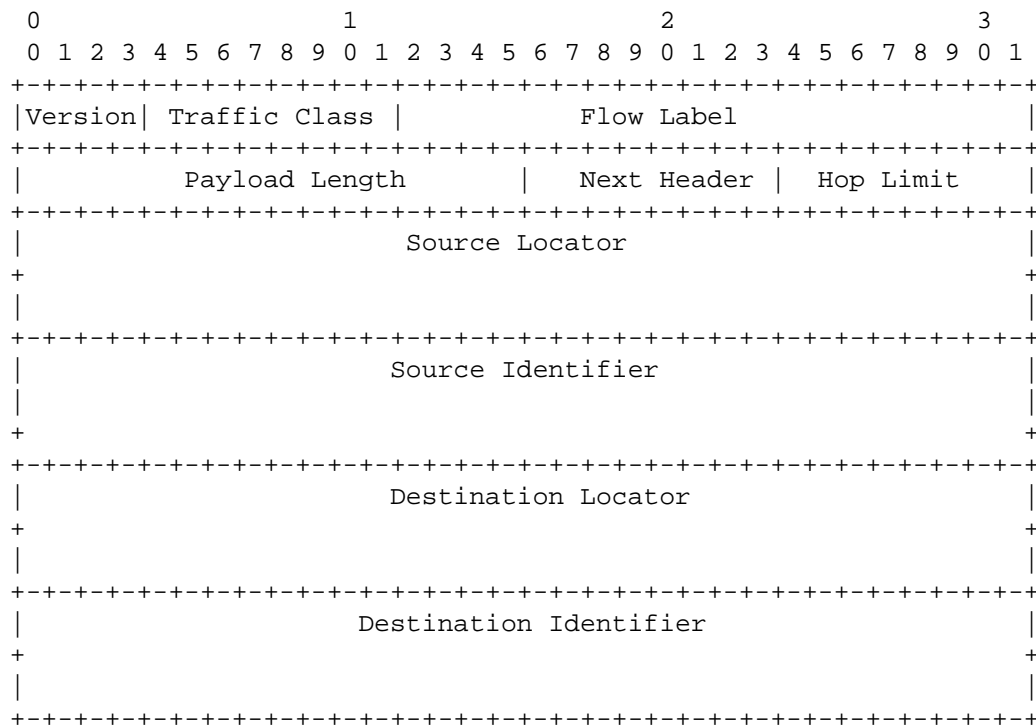 0                   1                   2                   3
0 1 2 3 4 5 6 7 8 9 0 1 2 3 4 5 6 7 8 9 0 1 2 3 4 5 6 7 8 9 0 1
+-+-+-+-+-+-+-+-+-+-+-+-+-+-+-+-+-+-+-+-+-+-+-+-+-+-+-+-+-+-+-+-+
|Version| Traffic Class |           Flow Label                  |
+-+-+-+-+-+-+-+-+-+-+-+-+-+-+-+-+-+-+-+-+-+-+-+-+-+-+-+-+-+-+-+-+
|          Payload Length       |   Next Header |  Hop Limit    |
+-+-+-+-+-+-+-+-+-+-+-+-+-+-+-+-+-+-+-+-+-+-+-+-+-+-+-+-+-+-+-+-+
|                        Source Locator                         |
+                                                               +
|                                                               |
+-+-+-+-+-+-+-+-+-+-+-+-+-+-+-+-+-+-+-+-+-+-+-+-+-+-+-+-+-+-+-+-+
|                       Source Identifier                       |
|                                                               |
+                                                               +
+-+-+-+-+-+-+-+-+-+-+-+-+-+-+-+-+-+-+-+-+-+-+-+-+-+-+-+-+-+-+-+-+
|                       Destination Locator                     |
+                                                               +
|                                                               |
+-+-+-+-+-+-+-+-+-+-+-+-+-+-+-+-+-+-+-+-+-+-+-+-+-+-+-+-+-+-+-+-+
|                     Destination Identifier                    |
+                                                               +
|                                                               |
+-+-+-+-+-+-+-+-+-+-+-+-+-+-+-+-+-+-+-+-+-+-+-+-+-+-+-+-+-+-+-+-+